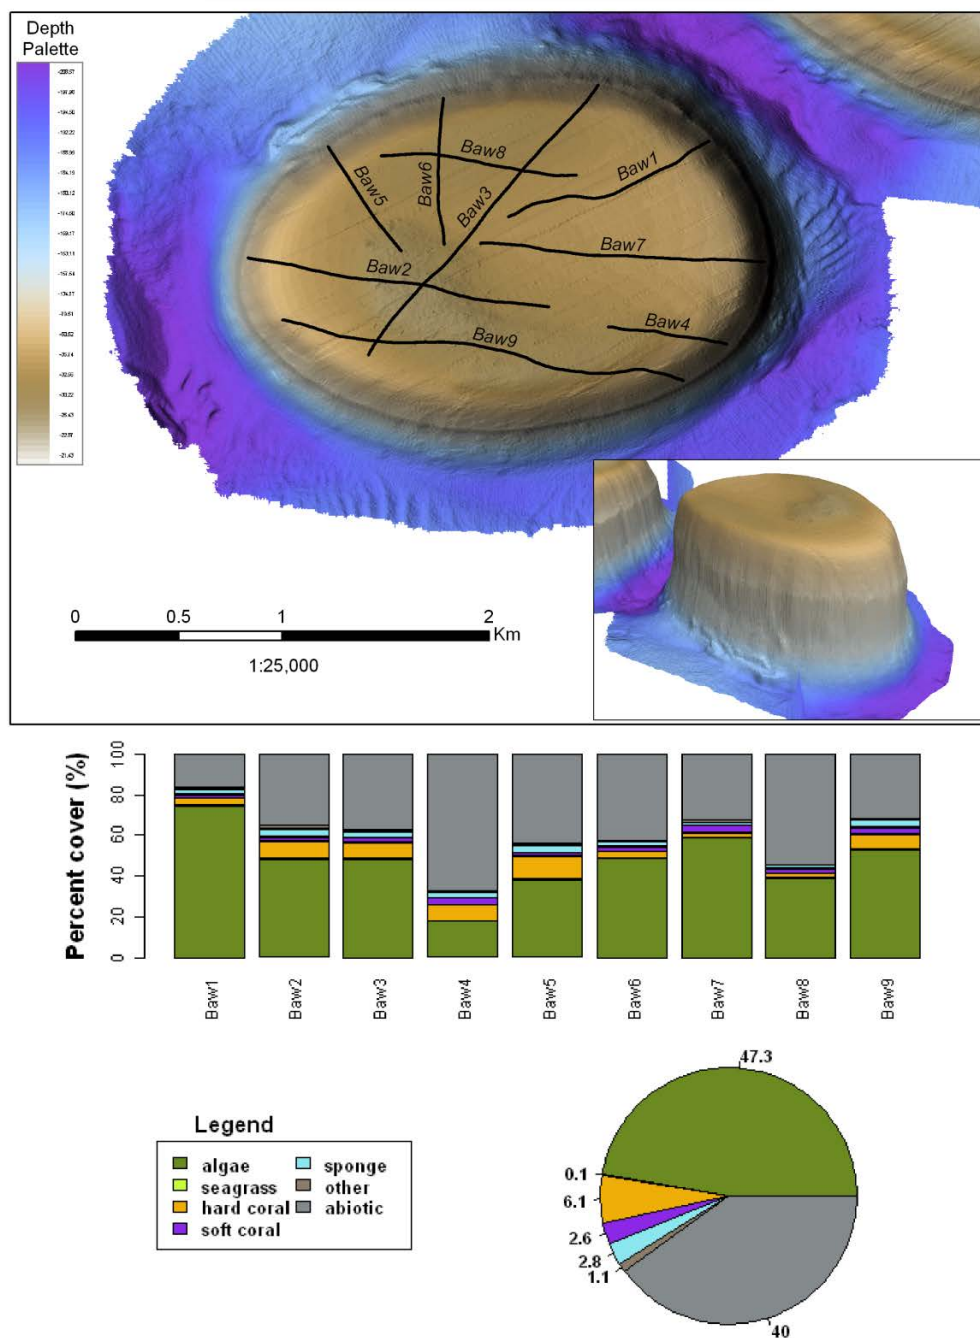 Depth
Palette
Baw8
Baw6
Baw5
Baw3
Baw1
Baw7
Baw2
Baw4
Baw9
0 0.5 1 2
Km
1:25,000
Percent cover (%)
100
80
60
40
20
0
Baw1 Baw2 Baw3 Baw4 Baw5 Baw6 Baw7 Baw8 Baw9
47.3
0.1
6.1
2.6
2.8
1.1
40
Legend
algae sponge
seagrass other
hard coral abiotic
soft coral